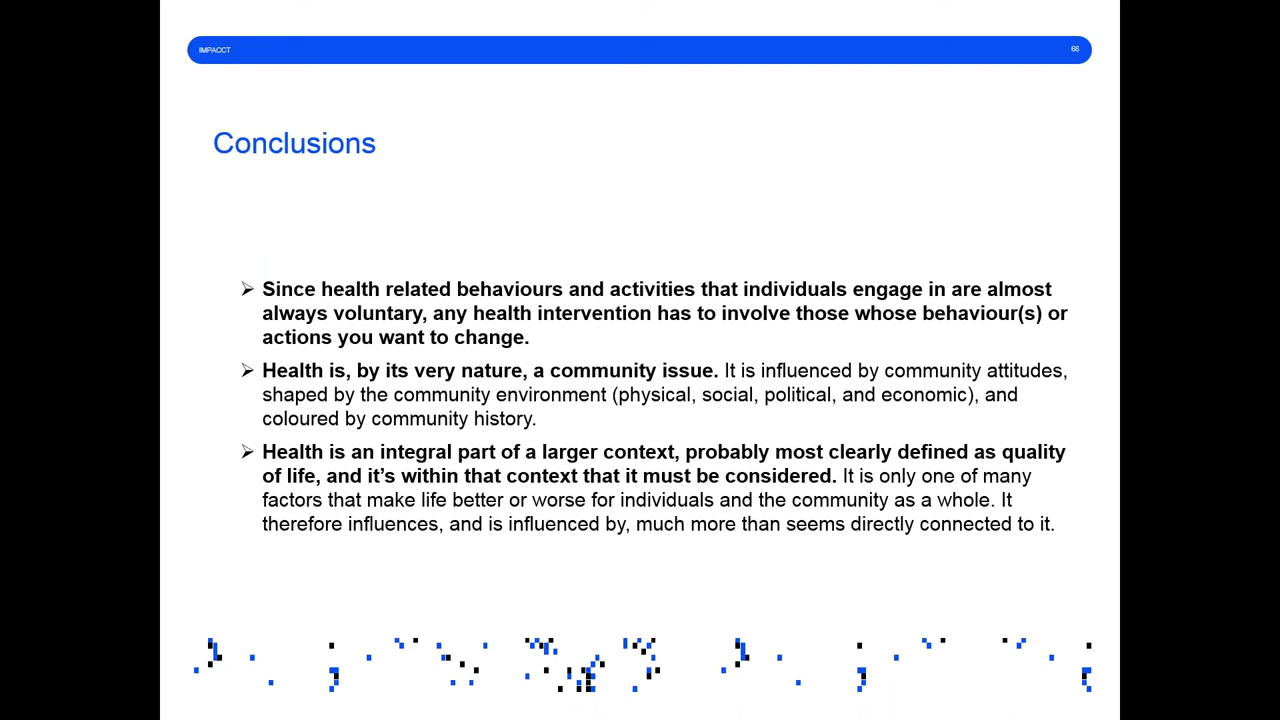 IMPACCT
68
Conclusions
➢ Since health related behaviours and activities that individuals engage in are almost
always voluntary, any health intervention has to involve those whose behaviour(s) or
actions you want to change.
➢ Health is, by its very nature, a community issue. It is influenced by community attitudes,
shaped by the community environment (physical, social, political, and economic), and
coloured by community history.
➢ Health is an integral part of a larger context, probably most clearly defined as quality
of life, and it’s within that context that it must be considered. It is only one of many
factors that make life better or worse for individuals and the community as a whole. It
therefore influences, and is influenced by, much more than seems directly connected to it.